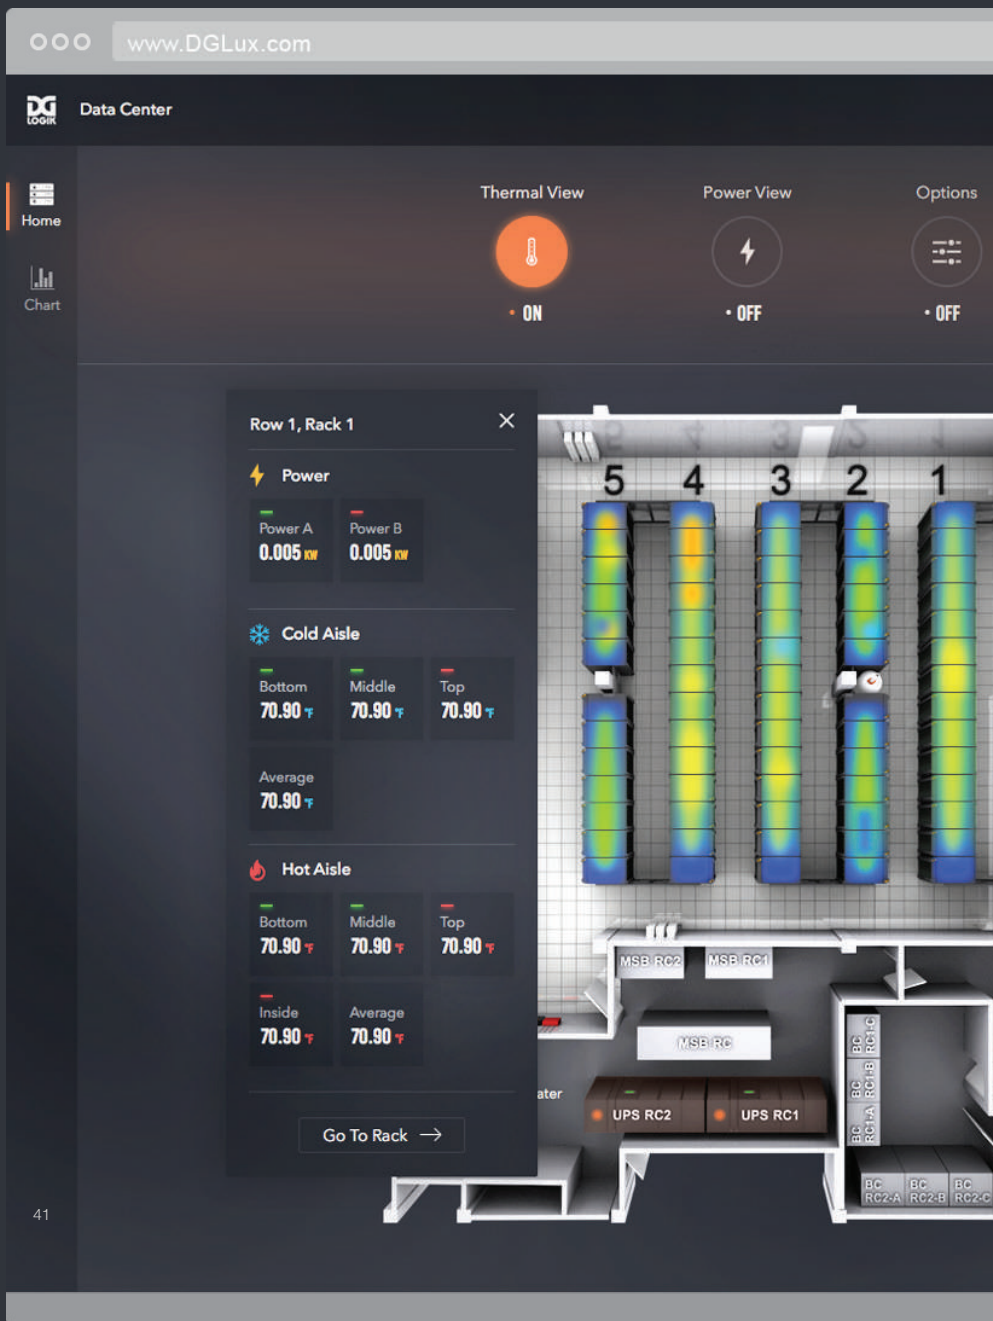 www.DGLux.com
DG LOGIK
Data Center
Home
Chart
Thermal View
Power View
Options
• ON
• OFF
• OFF
Row 1, Rack 1
Power
Power A
Power B
0.005 KW
0.005 KW
Cold Aisle
Bottom
Middle
Top
70.90 °F
70.90 °F
70.90 °F
Average
70.90 °F
Hot Aisle
Bottom
Middle
Top
70.90 °F
70.90 °F
70.90 °F
Inside
Average
70.90 °F
70.90 °F
Go To Rack →
5 4 3 2 1
MSB RC2
MSB RC1
MSB RC
ater
UPS RC2
UPS RC1
BC RC1-C
BC RC1-B
BC RC1-A
BC RC2-A
BC RC2-B
BC RC2-C
41